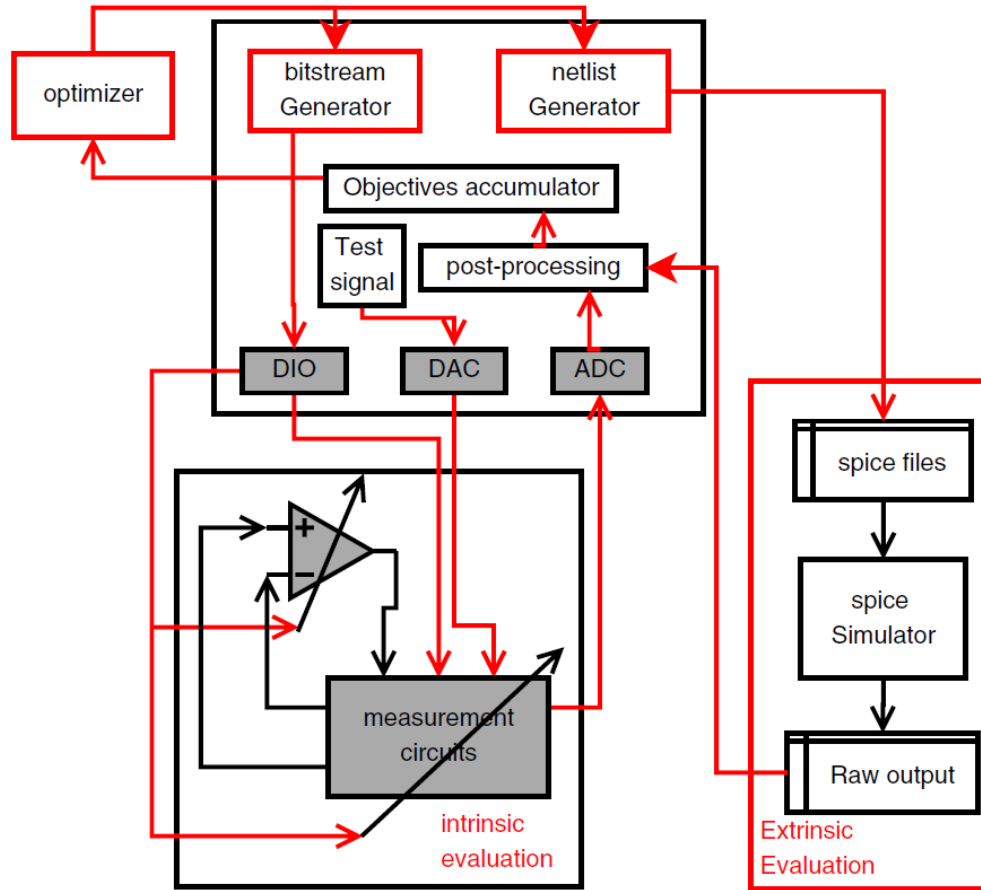 optimizer
bitstream
Generator
netlist
Generator
Objectives accumulator
Test
signal
post-processing
DIO
DAC
ADC
spice files
+
−
spice
Simulator
measurement
circuits
Raw output
intrinsic
evaluation
Extrinsic
Evaluation